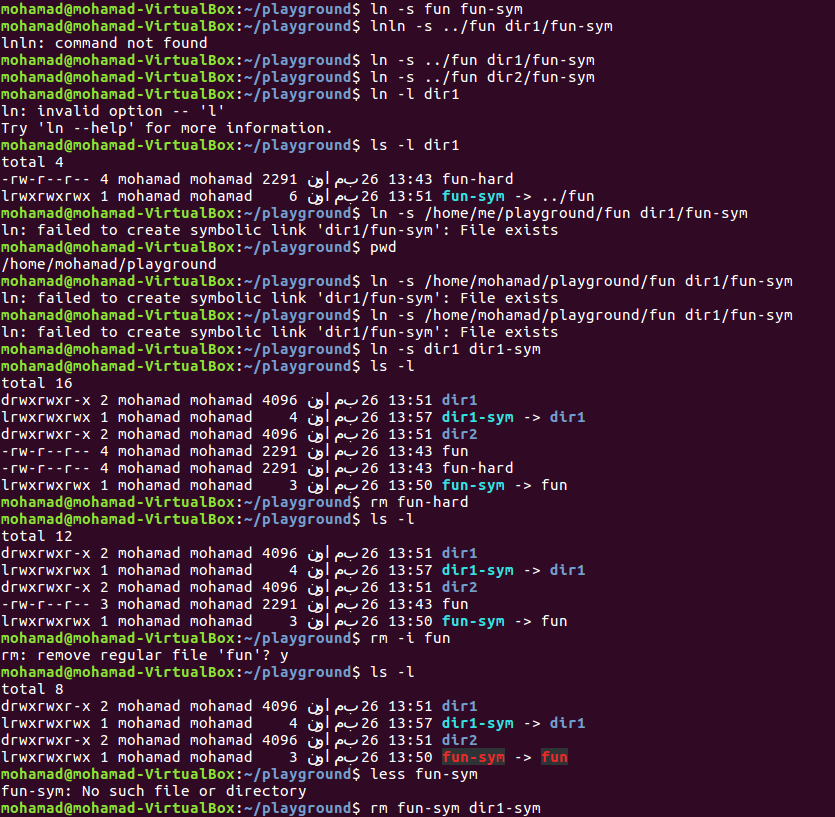 mohamad@mohamad-VirtualBox:~/playground$ ln -s fun fun-sym
mohamad@mohamad-VirtualBox:~/playground$ lnln -s ../fun dir1/fun-sym
lnln: command not found
mohamad@mohamad-VirtualBox:~/playground$ ln -s ../fun dir1/fun-sym
mohamad@mohamad-VirtualBox:~/playground$ ln -s ../fun dir2/fun-sym
mohamad@mohamad-VirtualBox:~/playground$ ln -l dir1
ln: invalid option -- 'l'
Try 'ln --help' for more information.
mohamad@mohamad-VirtualBox:~/playground$ ls -l dir1
total 4
-rw-r--r-- 4 mohamad mohamad 2291 26 13:43 fun-hard
lrwxrwxrwx 1 mohamad mohamad    6 26 13:51 fun-sym -> ../fun
mohamad@mohamad-VirtualBox:~/playground$ ln -s /home/me/playground/fun dir1/fun-sym
ln: failed to create symbolic link 'dir1/fun-sym': File exists
mohamad@mohamad-VirtualBox:~/playground$ pwd
/home/mohamad/playground
mohamad@mohamad-VirtualBox:~/playground$ ln -s /home/mohamad/playground/fun dir1/fun-sym
ln: failed to create symbolic link 'dir1/fun-sym': File exists
mohamad@mohamad-VirtualBox:~/playground$ ln -s /home/mohamad/playground/fun dir1/fun-sym
ln: failed to create symbolic link 'dir1/fun-sym': File exists
mohamad@mohamad-VirtualBox:~/playground$ ln -s dir1 dir1-sym
mohamad@mohamad-VirtualBox:~/playground$ ls -l
total 16
drwxrwxr-x 2 mohamad mohamad 4096 26 13:51 dir1
lrwxrwxrwx 1 mohamad mohamad    4 26 13:57 dir1-sym -> dir1
drwxrwxr-x 2 mohamad mohamad 4096 26 13:51 dir2
-rw-r--r-- 4 mohamad mohamad 2291 26 13:43 fun
-rw-r--r-- 4 mohamad mohamad 2291 26 13:43 fun-hard
lrwxrwxrwx 1 mohamad mohamad    3 26 13:50 fun-sym -> fun
mohamad@mohamad-VirtualBox:~/playground$ rm fun-hard
mohamad@mohamad-VirtualBox:~/playground$ ls -l
total 12
drwxrwxr-x 2 mohamad mohamad 4096 26 13:51 dir1
lrwxrwxrwx 1 mohamad mohamad    4 26 13:57 dir1-sym -> dir1
drwxrwxr-x 2 mohamad mohamad 4096 26 13:51 dir2
-rw-r--r-- 3 mohamad mohamad 2291 26 13:43 fun
lrwxrwxrwx 1 mohamad mohamad    3 26 13:50 fun-sym -> fun
mohamad@mohamad-VirtualBox:~/playground$ rm -i fun
rm: remove regular file 'fun'? y
mohamad@mohamad-VirtualBox:~/playground$ ls -l
total 8
drwxrwxr-x 2 mohamad mohamad 4096 26 13:51 dir1
lrwxrwxrwx 1 mohamad mohamad    4 26 13:57 dir1-sym -> dir1
drwxrwxr-x 2 mohamad mohamad 4096 26 13:51 dir2
lrwxrwxrwx 1 mohamad mohamad    3 26 13:50 fun-sym -> fun
mohamad@mohamad-VirtualBox:~/playground$ less fun-sym
fun-sym: No such file or directory
mohamad@mohamad-VirtualBox:~/playground$ rm fun-sym dir1-sym